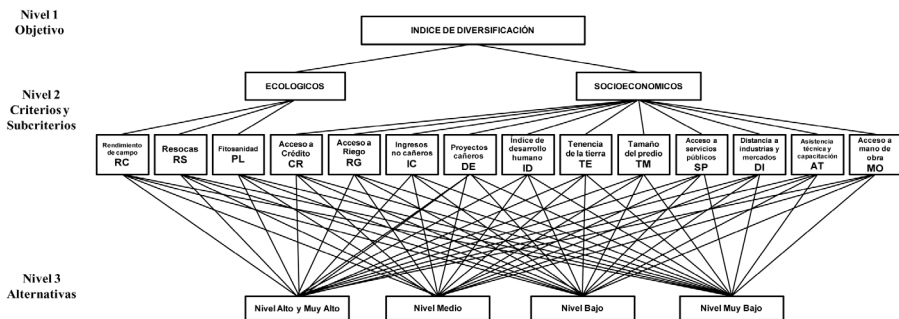 Nivel 1
Objetivo
INDICE DE DIVERSIFICACIÓN
Nivel 2
Criterios y
Subcriterios
ECOLOGICOS
SOCIOECONOMICOS
Rendimiento
de campo
RC
Resocas
RS
Fitosanidad
PL
Acceso a
Crédito
CR
Acceso a
Riego
RG
Ingresos
no cañeros
IC
Proyectos
cañeros
DE
Índice de
desarrollo
humano
ID
Tenencia
de la tierra
TE
Tamaño
del predio
TM
Acceso a
servicios
públicos
SP
Distancia a
industrias y
mercados
DI
Asistencia
técnica y
capacitación
AT
Acceso a
mano de
obra
MO
Nivel 3
Alternativas
Nivel Alto y Muy Alto
Nivel Medio
Nivel Bajo
Nivel Muy Bajo